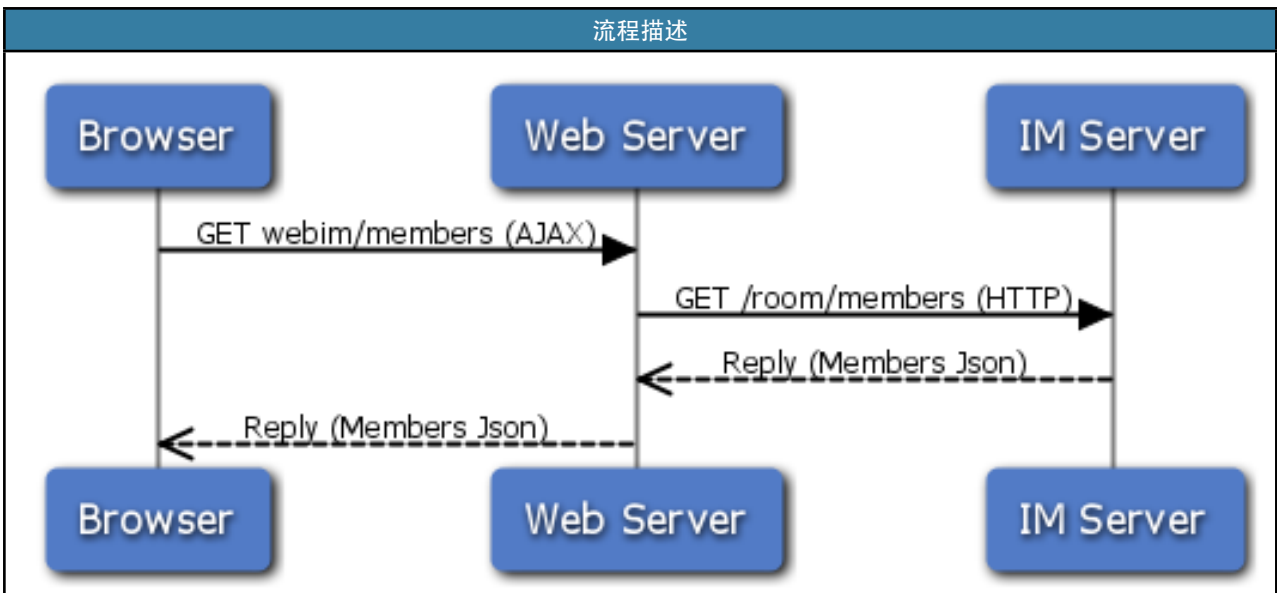 流程描述
Browser
Web Server
IM Server
GET webim/members (AJAX)
GET /room/members (HTTP)
Reply (Members Json)
Reply (Members Json)
Browser
Web Server
IM Server